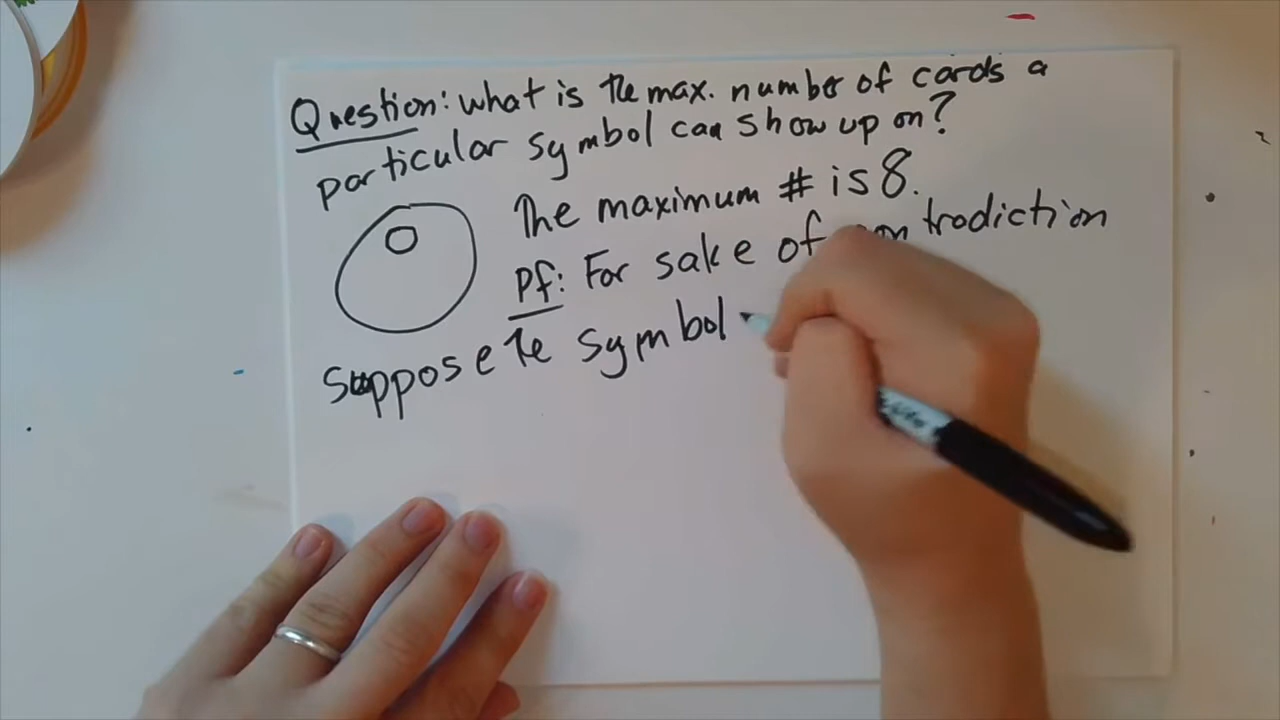 Question: what is the max. number of cards a
particular symbol can show up on?
The maximum # is 8.
Pf: For sake of contradiction
suppose the symbol